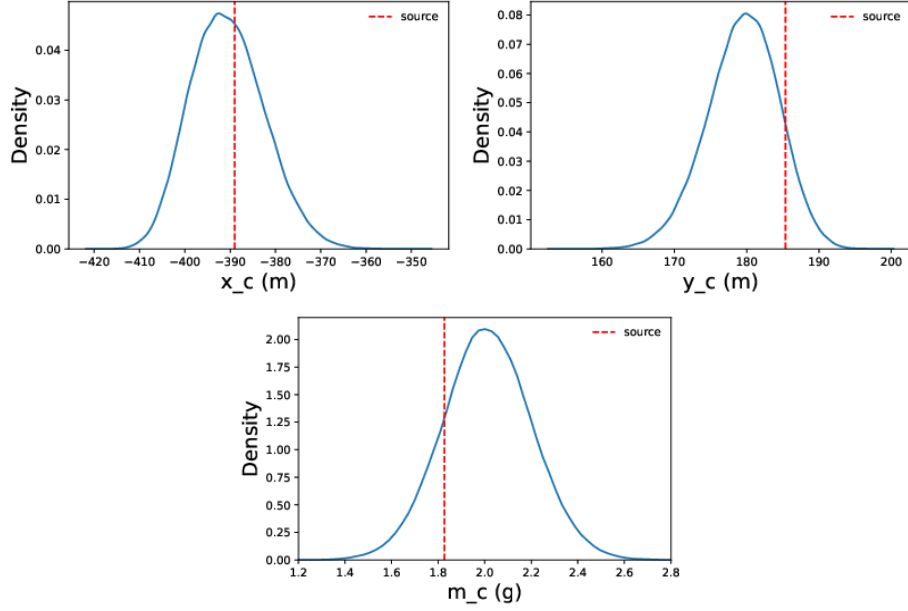 source
Density
0.04
0.03
0.02
0.01
0.00
−420 −410 −400 −390 −380 −370 −360 −350
x_c (m)
source
Density
0.08
0.07
0.06
0.05
0.04
0.03
0.02
0.01
0.00
160 170 180 190 200
y_c (m)
source
Density
2.00
1.75
1.50
1.25
1.00
0.75
0.50
0.25
0.00
1.2 1.4 1.6 1.8 2.0 2.2 2.4 2.6 2.8
m_c (g)